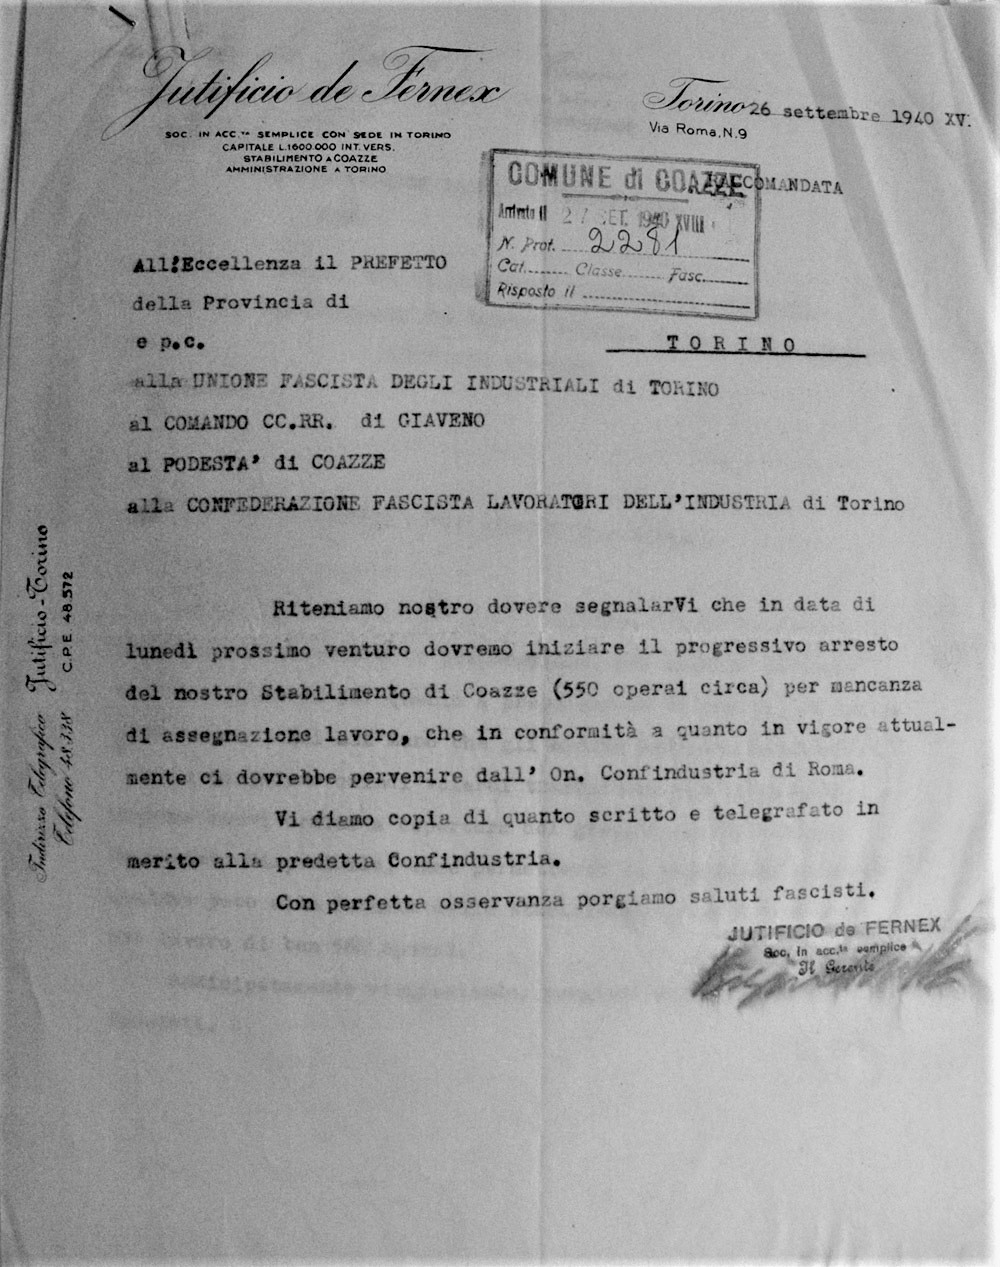 Jutificio de Fernex
SOC. IN ACC.TA SEMPLICE CON SEDE IN TORINO
CAPITALE L.1600.000 INT. VERS.
STABILIMENTO A COAZZE
AMMINISTRAZIONE A TORINO
Torino 26 settembre 1940 XV.
Via Roma, N. 9
RACCOMANDATA
COMUNE di COAZZE
Arrivato il 27 SET. 1940 XVIII
N. Prot. 2281
Cat. Classe Fasc.
Risposto il
All'Eccellenza il PREFETTO
della Provincia di
e p.c.
TORINO
alla UNIONE FASCISTA DEGLI INDUSTRIALI di TORINO
al COMANDO CC.RR. di GIAVENO
al PODESTA' di COAZZE
alla CONFEDERAZIONE FASCISTA LAVORATORI DELL'INDUSTRIA di Torino
Riteniamo nostro dovere segnalarVi che in data di
lunedì prossimo venturo dovremo iniziare il progressivo arresto
del nostro Stabilimento di Coazze (550 operai circa) per mancanza
di assegnazione lavoro, che in conformità a quanto in vigore attual-
mente ci dovrebbe pervenire dall' On. Confindustria di Roma.
Vi diamo copia di quanto scritto e telegrafato in
merito alla predetta Confindustria.
Con perfetta osservanza porgiamo saluti fascisti.
JUTIFICIO de FERNEX
Soc. in acc.ta semplice
Il Gerente
Indirizzo Telegrafico Jutificio-Torino
Telefono 48.338 C.P.E. 48572